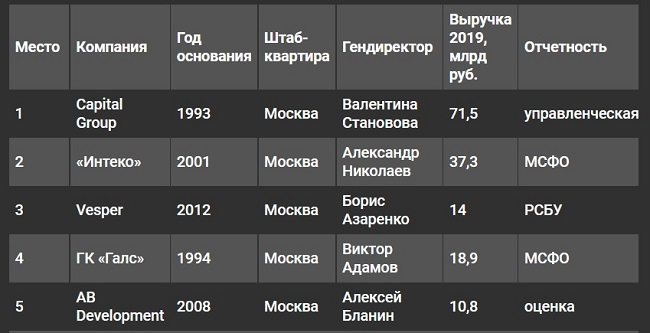 Место Компания Год основания Штаб-квартира Гендиректор Выручка 2019, млрд руб. Отчетность
1 Capital Group 1993 Москва Валентина Становова 71,5 управленческая
2 «Интеко» 2001 Москва Александр Николаев 37,3 МСФО
3 Vesper 2012 Москва Борис Азаренко 14 РСБУ
4 ГК «Галс» 1994 Москва Виктор Адамов 18,9 МСФО
5 AB Development 2008 Москва Алексей Бланин 10,8 оценка